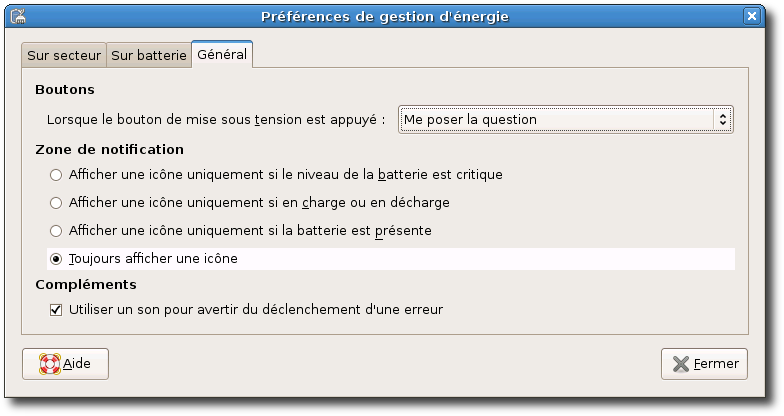 Préférences de gestion d'énergie
Sur secteur Sur batterie Général
Boutons
Lorsque le bouton de mise sous tension est appuyé : Me poser la question
Zone de notification
Afficher une icône uniquement si le niveau de la batterie est critique
Afficher une icône uniquement si en charge ou en décharge
Afficher une icône uniquement si la batterie est présente
Toujours afficher une icône
Compléments
Utiliser un son pour avertir du déclenchement d'une erreur
Aide Fermer